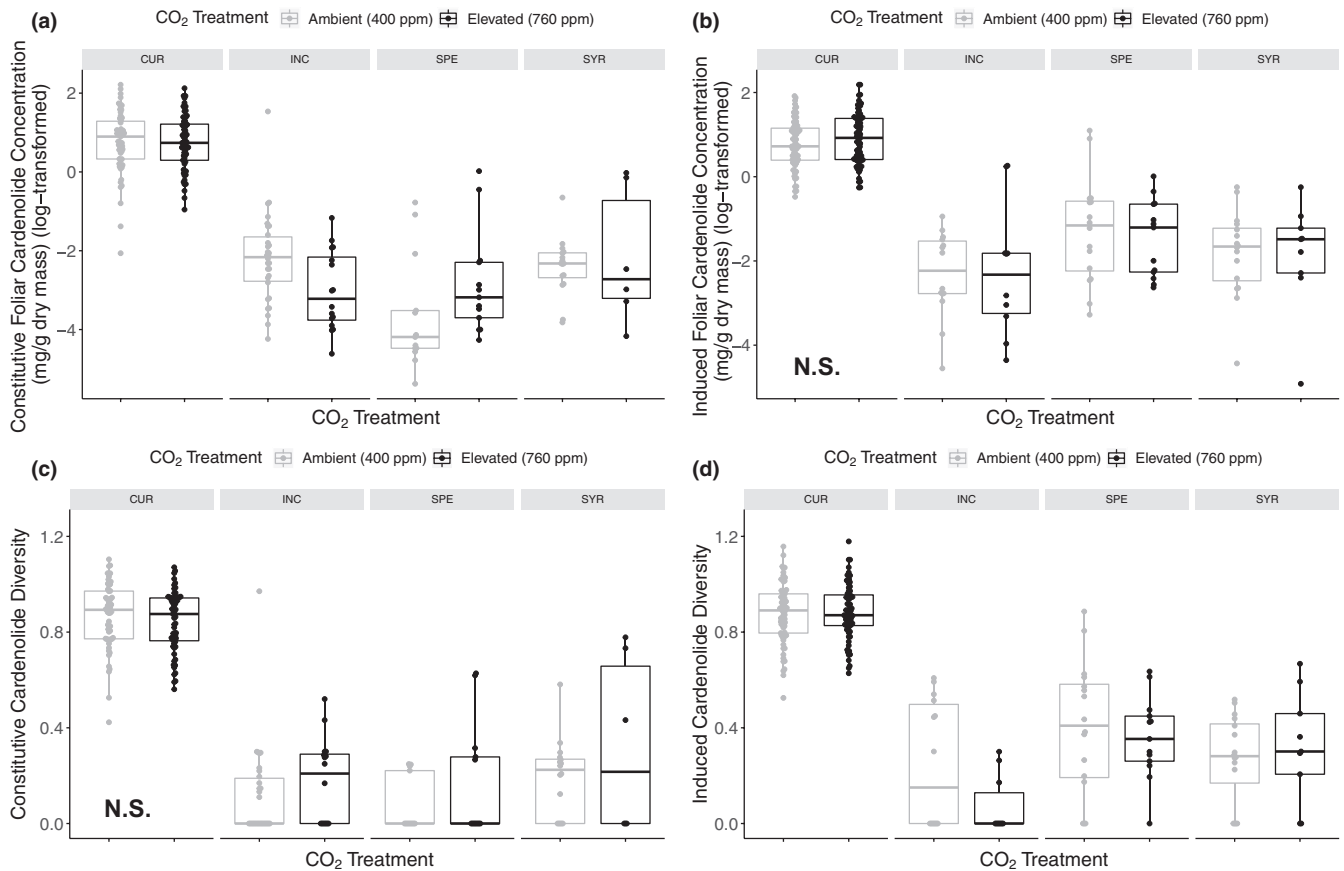 (a) CO2 Treatment Ambient (400 ppm) Elevated (760 ppm)
CUR INC SPE SYR
Constitutive Foliar Cardenolide Concentration
(mg/g dry mass) (log−transformed)
2
0
−2
−4
CO2 Treatment
(b) CO2 Treatment Ambient (400 ppm) Elevated (760 ppm)
CUR INC SPE SYR
Induced Foliar Cardenolide Concentration
(mg/g dry mass) (log−transformed)
2
0
−2
−4
N.S.
CO2 Treatment
(c) CO2 Treatment Ambient (400 ppm) Elevated (760 ppm)
CUR INC SPE SYR
Constitutive Cardenolide Diversity
1.2
0.8
0.4
0.0
N.S.
CO2 Treatment
(d) CO2 Treatment Ambient (400 ppm) Elevated (760 ppm)
CUR INC SPE SYR
Induced Cardenolide Diversity
1.2
0.8
0.4
0.0
CO2 Treatment